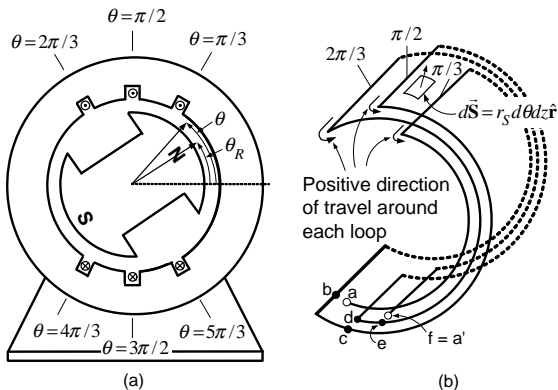 θ = π/2
θ = 2π/3
θ = π/3
θ
N
θ_R
S
θ = 4π/3
θ = 5π/3
θ = 3π/2
(a)
2π/3
π/2
π/3
dS⃗ = r_S dθ dz r̂
Positive direction
of travel around
each loop
b
a
d
c
e
f = a'
(b)